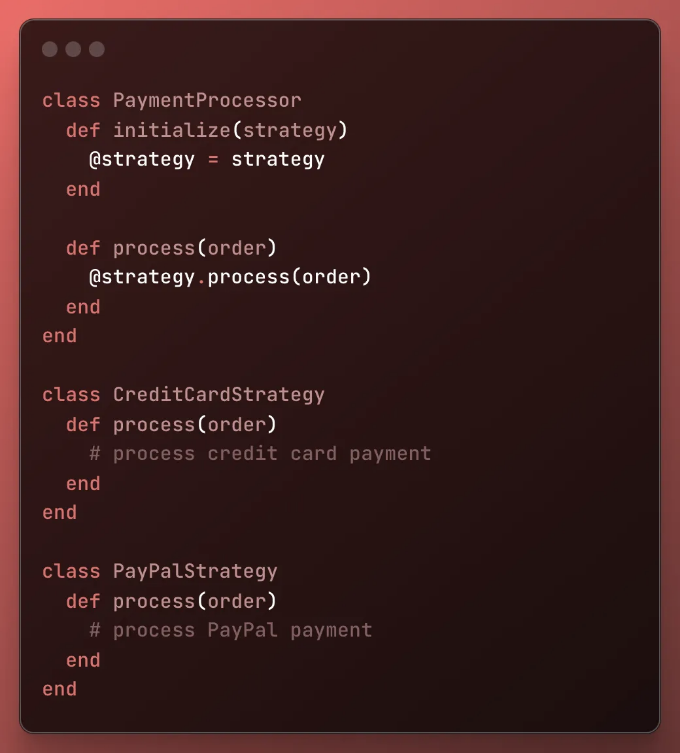 class PaymentProcessor
  def initialize(strategy)
    @strategy = strategy
  end

  def process(order)
    @strategy.process(order)
  end
end

class CreditCardStrategy
  def process(order)
    # process credit card payment
  end
end

class PayPalStrategy
  def process(order)
    # process PayPal payment
  end
end